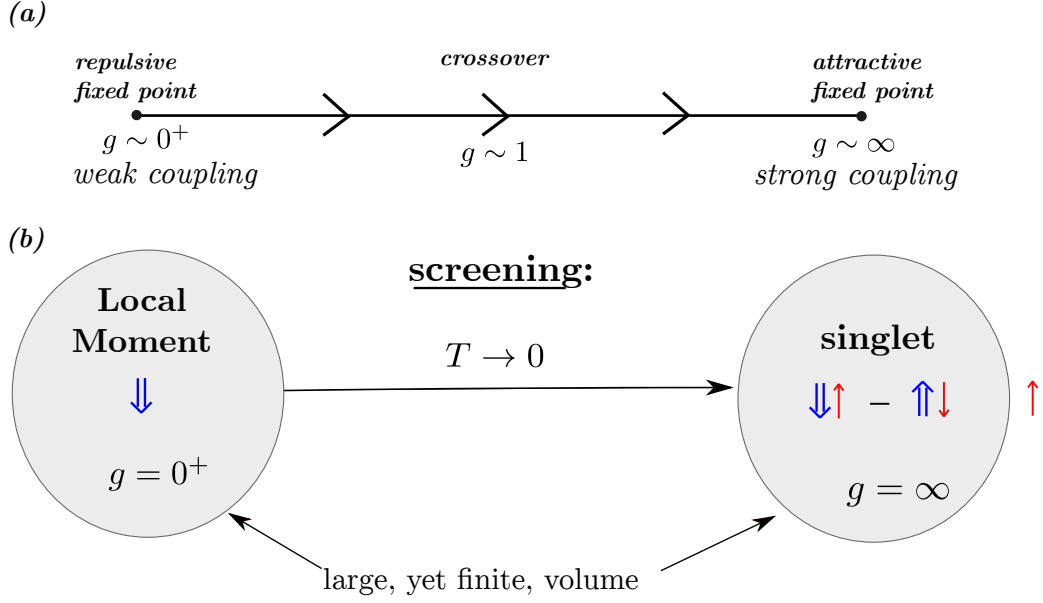 (a)
repulsive
fixed point
crossover
attractive
fixed point
g ∼ 0⁺
g ∼ 1
g ∼ ∞
weak coupling
strong coupling
(b)
screening:
Local
Moment
⇓
g = 0⁺
T → 0
singlet
⇓↑ − ⇑↓ ↑
g = ∞
large, yet finite, volume